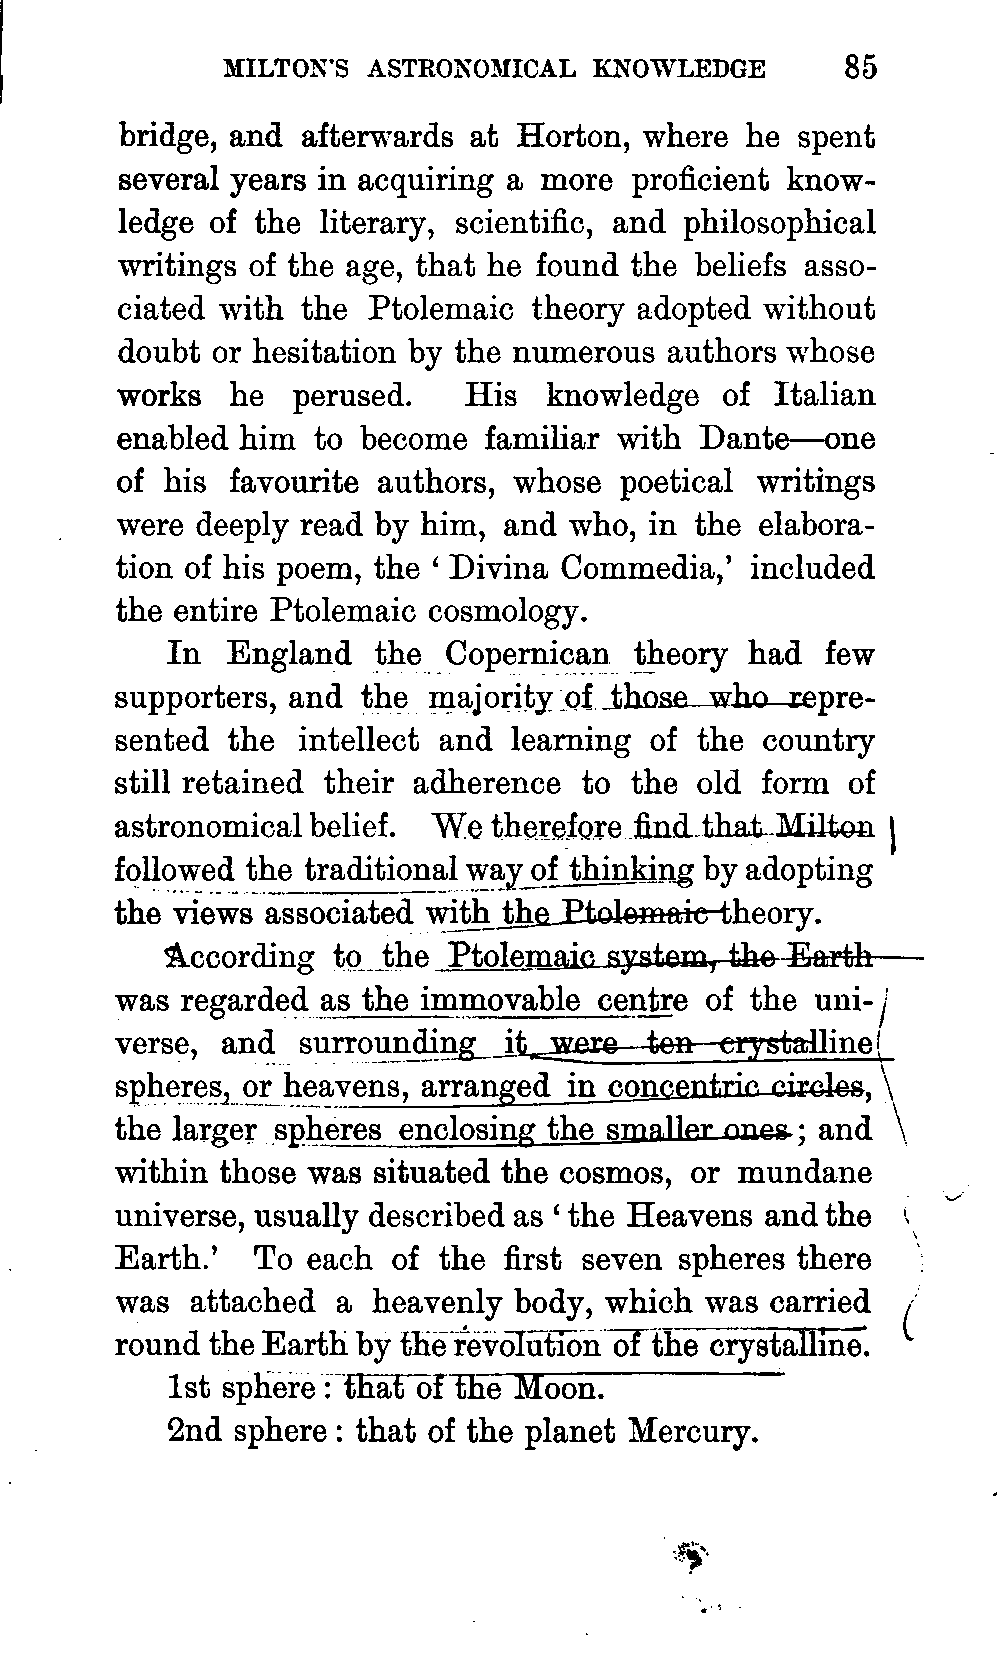 MILTON'S ASTRONOMICAL KNOWLEDGE 85
bridge, and afterwards at Horton, where he spent
several years in acquiring a more proficient know-
ledge of the literary, scientific, and philosophical
writings of the age, that he found the beliefs asso-
ciated with the Ptolemaic theory adopted without
doubt or hesitation by the numerous authors whose
works he perused. His knowledge of Italian
enabled him to become familiar with Dante—one
of his favourite authors, whose poetical writings
were deeply read by him, and who, in the elabora-
tion of his poem, the ‘ Divina Commedia,’ included
the entire Ptolemaic cosmology.
In England the Copernican theory had few
supporters, and the majority of those who repre-
sented the intellect and learning of the country
still retained their adherence to the old form of
astronomical belief. We therefore find that Milton
followed the traditional way of thinking by adopting
the views associated with the Ptolemaic theory.
According to the Ptolemaic system, the Earth
was regarded as the immovable centre of the uni-
verse, and surrounding it were ten crystalline
spheres, or heavens, arranged in concentric circles,
the larger spheres enclosing the smaller ones ; and
within those was situated the cosmos, or mundane
universe, usually described as ‘ the Heavens and the
Earth.’ To each of the first seven spheres there
was attached a heavenly body, which was carried
round the Earth by the revolution of the crystalline.
1st sphere : that of the Moon.
2nd sphere : that of the planet Mercury.